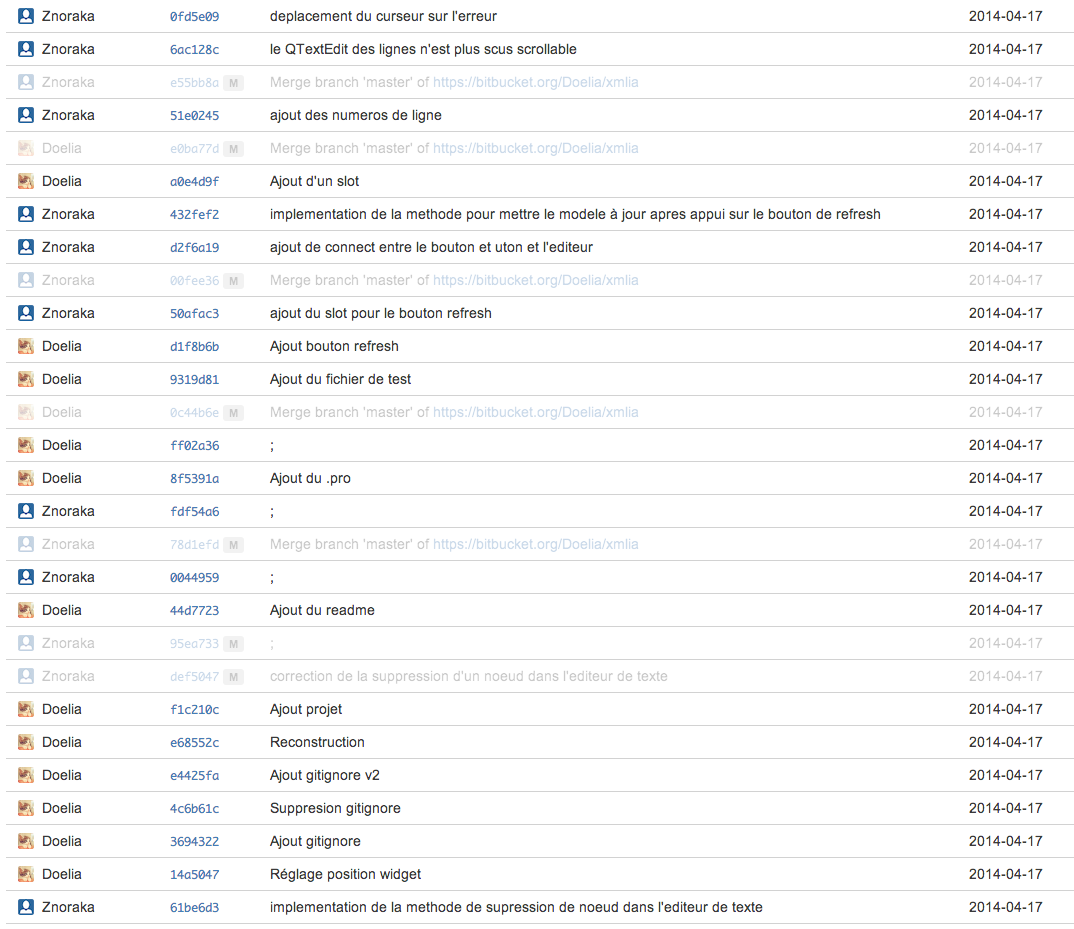 Znoraka 0fd5e09 deplacement du curseur sur l'erreur 2014-04-17
Znoraka 6ac128c le QTextEdit des lignes n'est plus scus scrollable 2014-04-17
Znoraka e55bb8a M Merge branch 'master' of https://bitbucket.org/Doelia/xmlia 2014-04-17
Znoraka 51e0245 ajout des numeros de ligne 2014-04-17
Doelia e0ba77d M Merge branch 'master' of https://bitbucket.org/Doelia/xmlia 2014-04-17
Doelia a0e4d9f Ajout d'un slot 2014-04-17
Znoraka 432fef2 implementation de la methode pour mettre le modele à jour apres appui sur le bouton de refresh 2014-04-17
Znoraka d2f6a19 ajout de connect entre le bouton et uton et l'editeur 2014-04-17
Znoraka 00fee36 M Merge branch 'master' of https://bitbucket.org/Doelia/xmlia 2014-04-17
Znoraka 50afac3 ajout du slot pour le bouton refresh 2014-04-17
Doelia d1f8b6b Ajout bouton refresh 2014-04-17
Doelia 9319d81 Ajout du fichier de test 2014-04-17
Doelia 0c44b6e M Merge branch 'master' of https://bitbucket.org/Doelia/xmlia 2014-04-17
Doelia ff02a36 ; 2014-04-17
Doelia 8f5391a Ajout du .pro 2014-04-17
Znoraka fdf54a6 ; 2014-04-17
Znoraka 78d1efd M Merge branch 'master' of https://bitbucket.org/Doelia/xmlia 2014-04-17
Znoraka 0044959 ; 2014-04-17
Doelia 44d7723 Ajout du readme 2014-04-17
Znoraka 95ea733 M ; 2014-04-17
Znoraka def5047 M correction de la suppression d'un noeud dans l'editeur de texte 2014-04-17
Doelia f1c210c Ajout projet 2014-04-17
Doelia e68552c Reconstruction 2014-04-17
Doelia e4425fa Ajout gitignore v2 2014-04-17
Doelia 4c6b61c Suppresion gitignore 2014-04-17
Doelia 3694322 Ajout gitignore 2014-04-17
Doelia 14a5047 Réglage position widget 2014-04-17
Znoraka 61be6d3 implementation de la methode de supression de noeud dans l'editeur de texte 2014-04-17